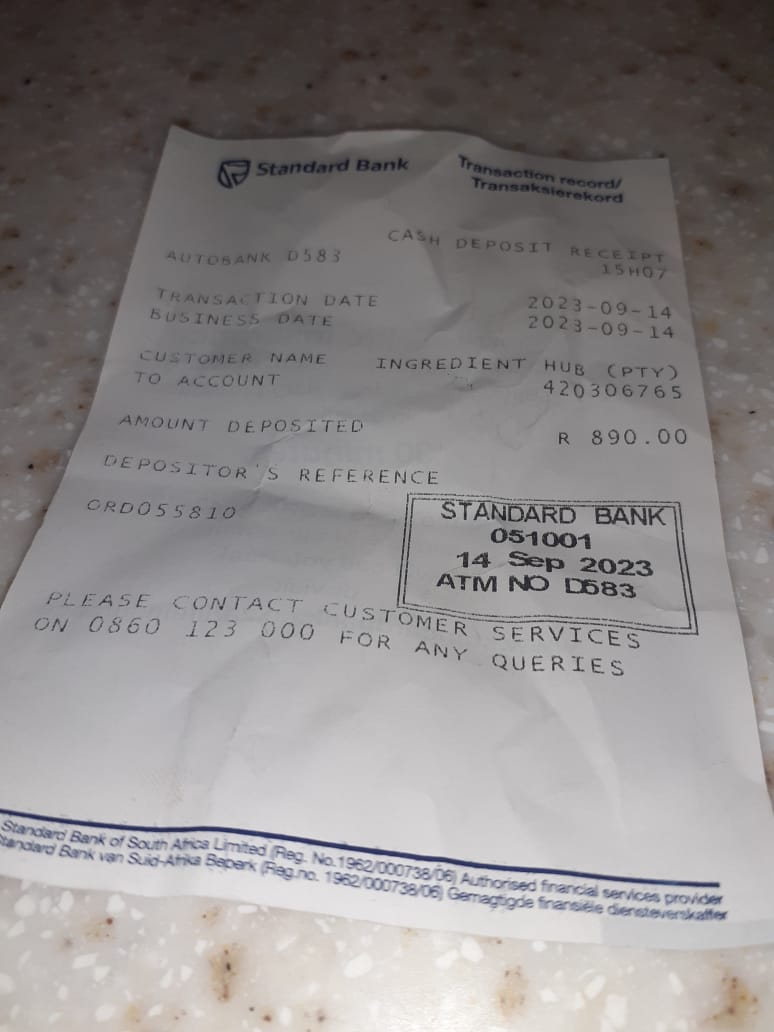 Standard Bank
Transaction record/
Transaksierekord
CASH DEPOSIT RECEIPT
AUTOBANK D583 15H07
TRANSACTION DATE 2023-09-14
BUSINESS DATE 2023-09-14
CUSTOMER NAME INGREDIENT HUB (PTY)
TO ACCOUNT 420306765
AMOUNT DEPOSITED R 890.00
DEPOSITOR'S REFERENCE
ORD055810
STANDARD BANK
051001
14 Sep 2023
ATM NO D583
PLEASE CONTACT CUSTOMER SERVICES
ON 0860 123 000 FOR ANY QUERIES
Standard Bank of South Africa Limited (Reg. No.1962/000738/06) Authorised financial services provider
Standard Bank van Suid-Afrika Beperk (Reg.no. 1962/000738/06) Gemagtigde finansiële diensteverskaffer